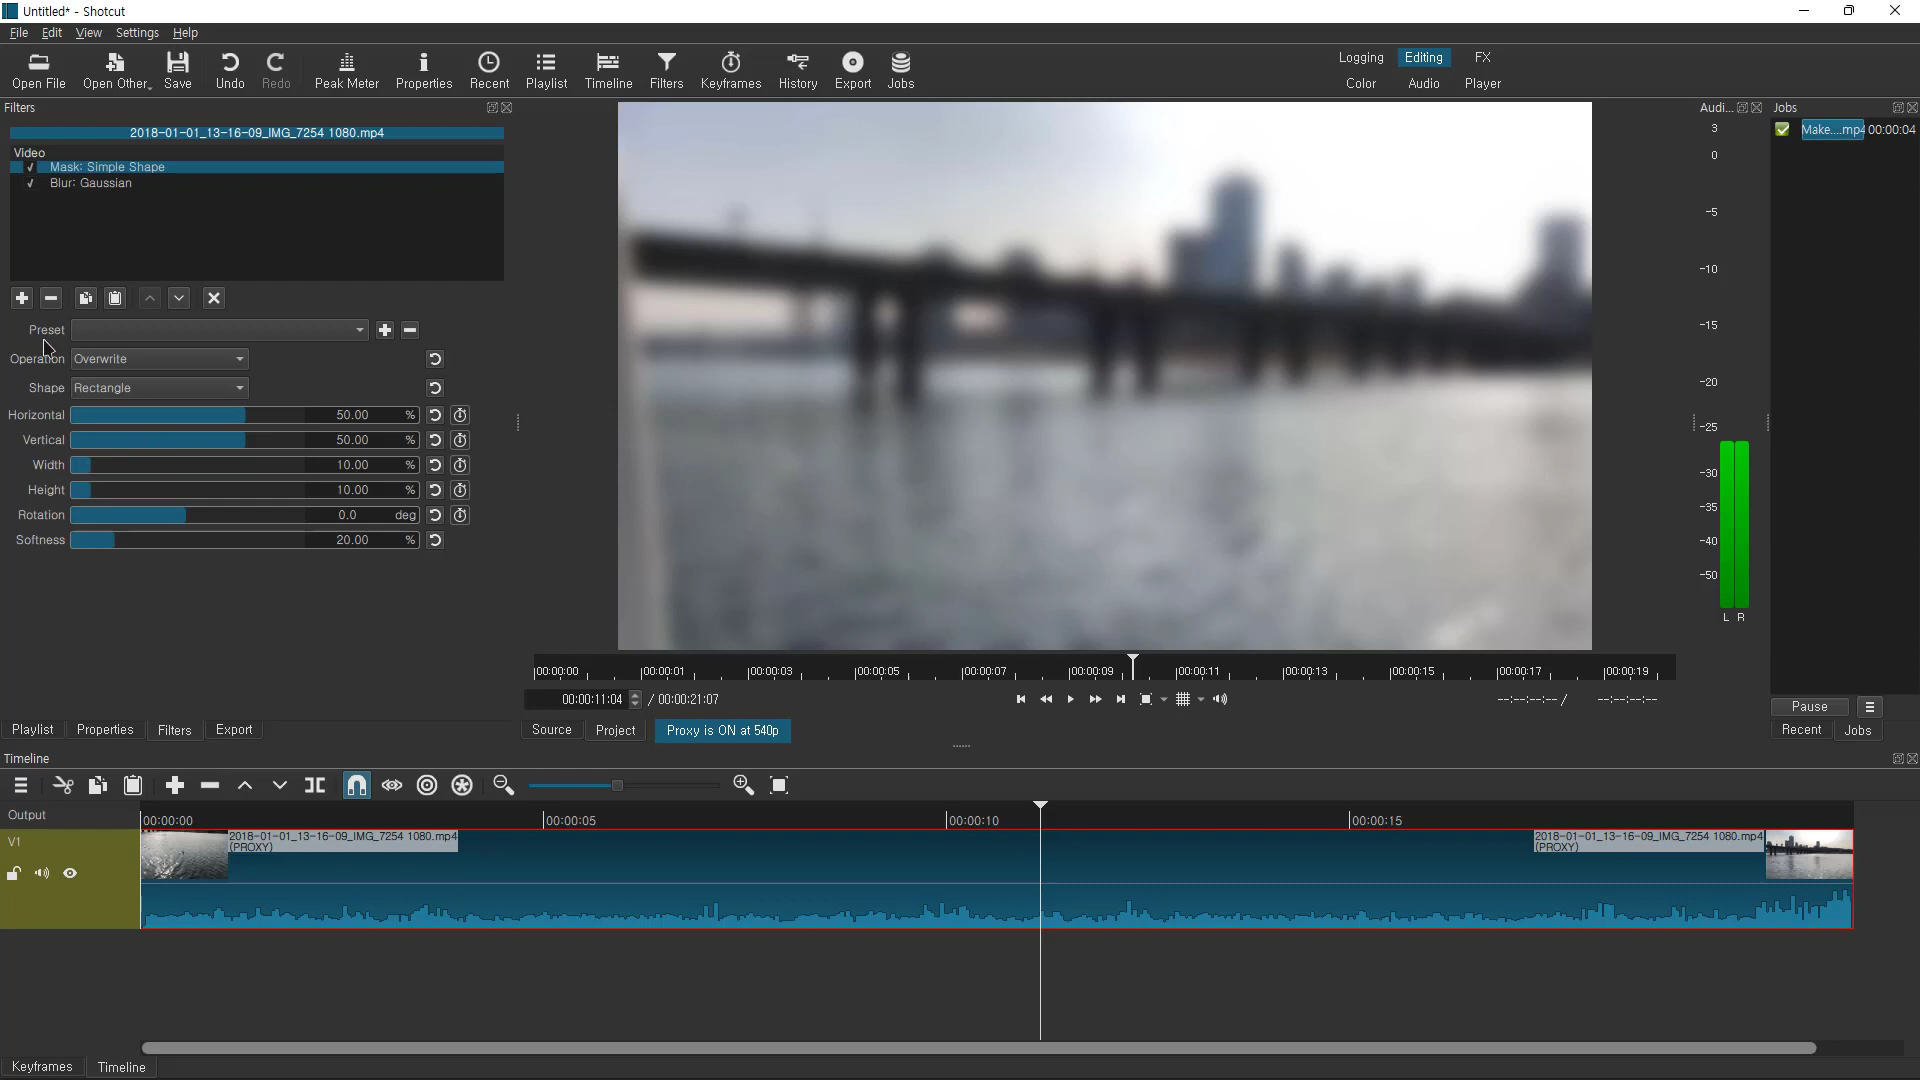 Untitled* - Shotcut
File Edit View Settings Help
Open File Open Other.. Save Undo Redo Peak Meter Properties Recent Playlist Timeline Filters Keyframes History Export Jobs
Logging Editing FX
Color Audio Player
Filters
2018-01-01_13-16-09_IMG_7254 1080.mp4
Video
Mask: Simple Shape
Blur: Gaussian
Preset
Operation Overwrite
Shape Rectangle
Horizontal 50.00 %
Vertical 50.00 %
Width 10.00 %
Height 10.00 %
Rotation 0.0 deg
Softness 20.00 %
Playlist Properties Filters Export
00:00:00 00:00:01 00:00:03 00:00:05 00:00:07 00:00:09 00:00:11 00:00:13 00:00:15 00:00:17 00:00:19
00:00:11:04 / 00:00:21:07
--:--:--:-- / --:--:--:--
Source Project Proxy is ON at 540p
Audi...
3
0
-5
-10
-15
-20
-25
-30
-35
-40
-50
L R
Jobs
Make....mp4 00:00:04
Pause
Recent Jobs
Timeline
Output
00:00:00 00:00:05 00:00:10 00:00:15
V1
2018-01-01_13-16-09_IMG_7254 1080.mp4
(PROXY)
2018-01-01_13-16-09_IMG_7254 1080.mp4
(PROXY)
Keyframes Timeline